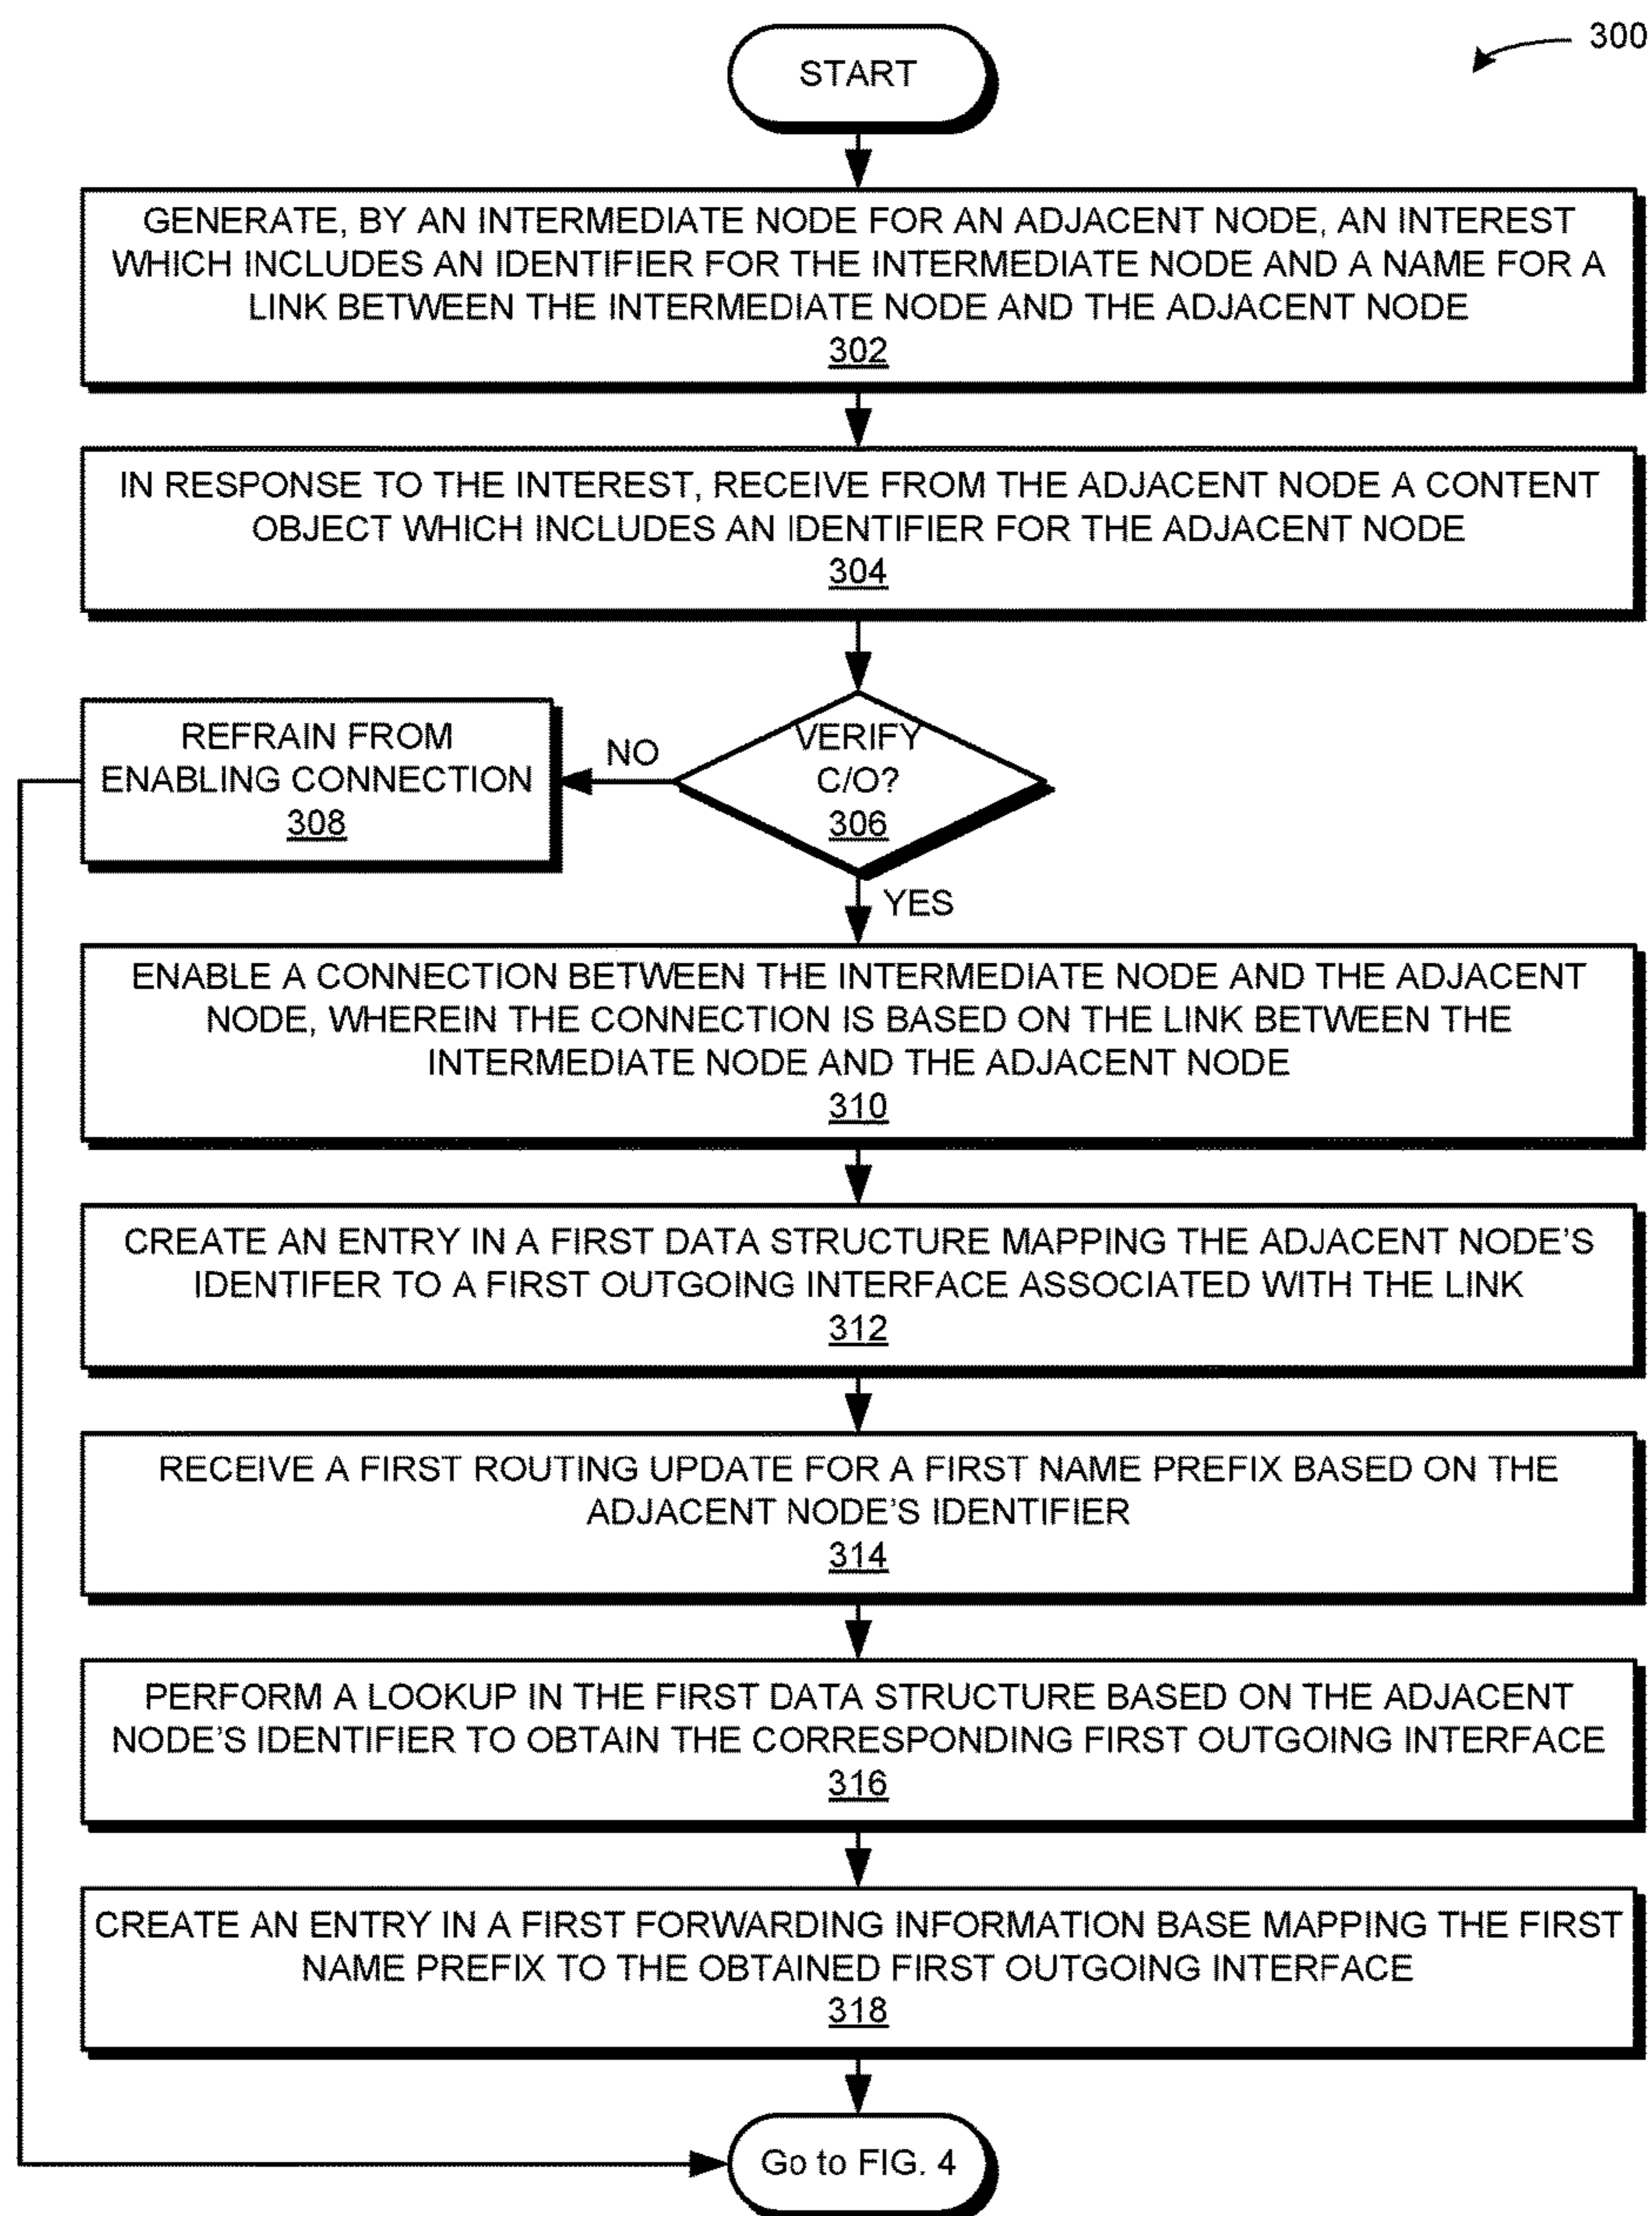 300
START
GENERATE, BY AN INTERMEDIATE NODE FOR AN ADJACENT NODE, AN INTEREST
WHICH INCLUDES AN IDENTIFIER FOR THE INTERMEDIATE NODE AND A NAME FOR A
LINK BETWEEN THE INTERMEDIATE NODE AND THE ADJACENT NODE
302
IN RESPONSE TO THE INTEREST, RECEIVE FROM THE ADJACENT NODE A CONTENT
OBJECT WHICH INCLUDES AN IDENTIFIER FOR THE ADJACENT NODE
304
VERIFY
C/O?
306
NO
REFRAIN FROM
ENABLING CONNECTION
308
YES
ENABLE A CONNECTION BETWEEN THE INTERMEDIATE NODE AND THE ADJACENT
NODE, WHEREIN THE CONNECTION IS BASED ON THE LINK BETWEEN THE
INTERMEDIATE NODE AND THE ADJACENT NODE
310
CREATE AN ENTRY IN A FIRST DATA STRUCTURE MAPPING THE ADJACENT NODE'S
IDENTIFER TO A FIRST OUTGOING INTERFACE ASSOCIATED WITH THE LINK
312
RECEIVE A FIRST ROUTING UPDATE FOR A FIRST NAME PREFIX BASED ON THE
ADJACENT NODE'S IDENTIFIER
314
PERFORM A LOOKUP IN THE FIRST DATA STRUCTURE BASED ON THE ADJACENT
NODE'S IDENTIFIER TO OBTAIN THE CORRESPONDING FIRST OUTGOING INTERFACE
316
CREATE AN ENTRY IN A FIRST FORWARDING INFORMATION BASE MAPPING THE FIRST
NAME PREFIX TO THE OBTAINED FIRST OUTGOING INTERFACE
318
Go to FIG. 4